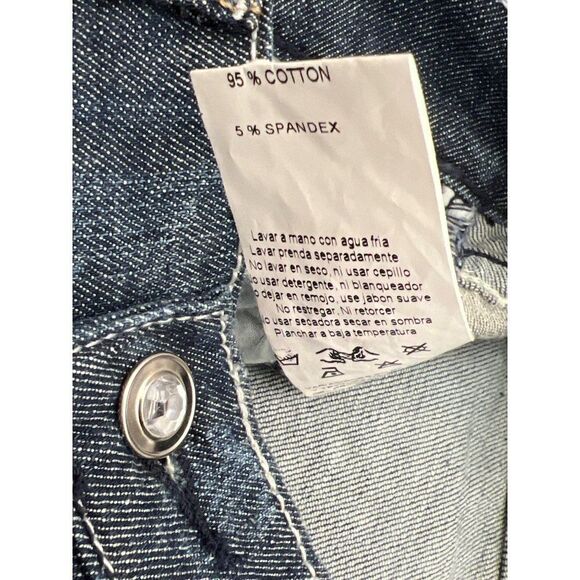 95 % COTTON
5 % SPANDEX
Lavar a mano con agua fria
Lavar prenda separadamente
No lavar en seco, ni usar cepillo
o usar detergente, ni blanqueador
o dejar en remojo, use jabon suave
No restregar, Ni retorcer
o usar secadora secar en sombra
Planchar a baja temperatura